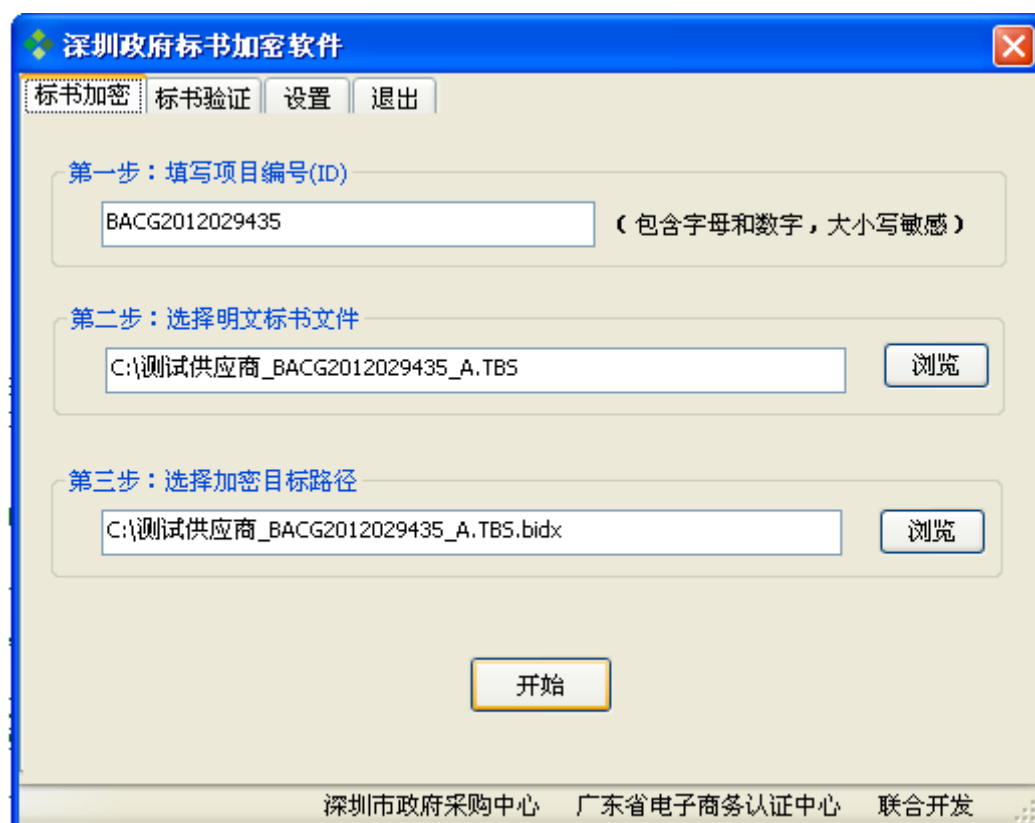 深圳政府标书加密软件
标书加密 标书验证 设置 退出
第一步：填写项目编号(ID)
BACG2012029435 (包含字母和数字，大小写敏感)
第二步：选择明文标书文件
C:\测试供应商_BACG2012029435_A.TBS 浏览
第三步：选择加密目标路径
C:\测试供应商_BACG2012029435_A.TBS.bidx 浏览
开始
深圳市政府采购中心 广东省电子商务认证中心 联合开发